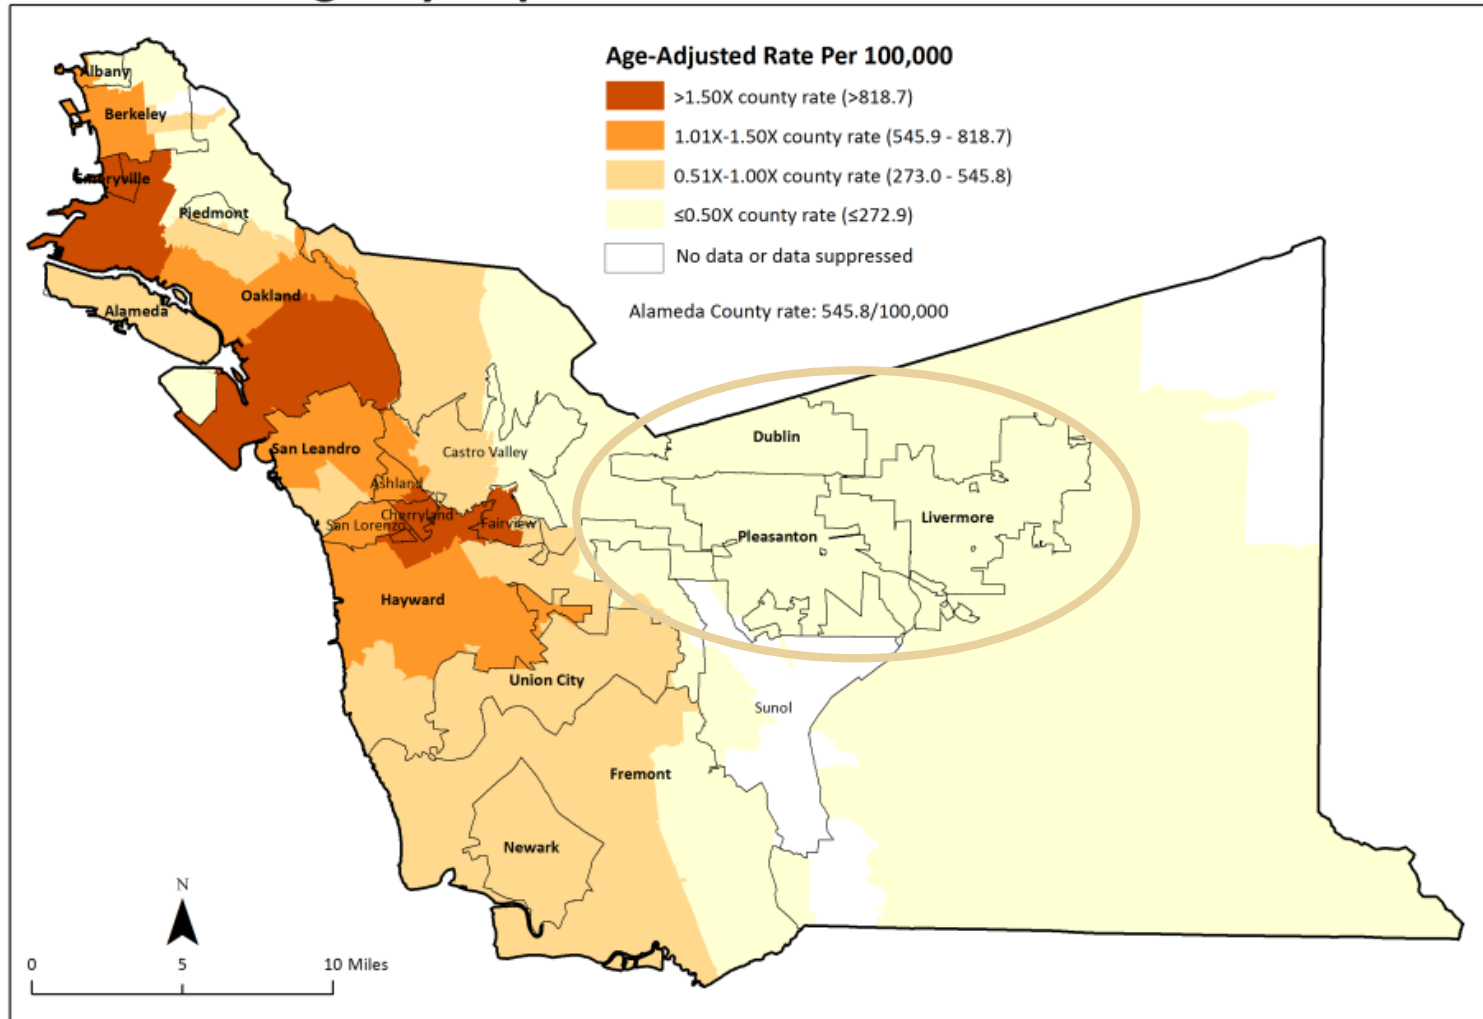 Age-Adjusted Rate Per 100,000
>1.50X county rate (>818.7)
1.01X-1.50X county rate (545.9 - 818.7)
0.51X-1.00X county rate (273.0 - 545.8)
≤0.50X county rate (≤272.9)
No data or data suppressed
Alameda County rate: 545.8/100,000
Albany
Berkeley
Emeryville
Piedmont
Oakland
Alameda
San Leandro
Castro Valley
Ashland
Cherryland
San Lorenzo
Fairview
Dublin
Livermore
Pleasanton
Hayward
Union City
Sunol
Fremont
Newark
N
0 5 10 Miles